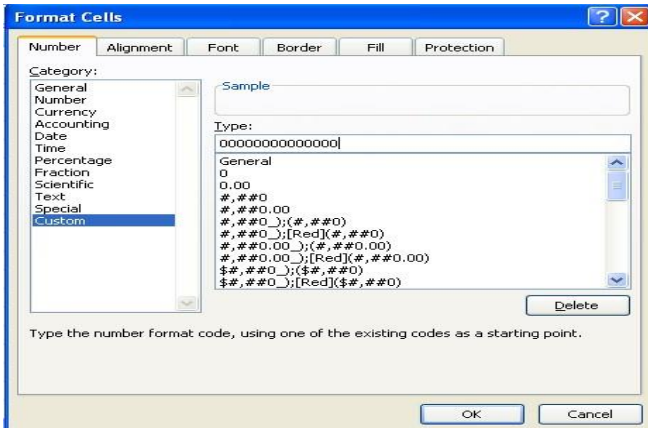 Format Cells
Number Alignment Font Border Fill Protection
Category:
General
Number
Currency
Accounting
Date
Time
Percentage
Fraction
Scientific
Text
Special
Custom
Sample
Type:
00000000000000
General
0
0.00
#,##0
#,##0.00
#,##0_);(#,##0)
#,##0_);[Red](#,##0)
#,##0.00_);(#,##0.00)
#,##0.00_);[Red](#,##0.00)
$#,##0_);($#,##0)
$#,##0_);[Red]($#,##0)
Delete
Type the number format code, using one of the existing codes as a starting point.
OK Cancel